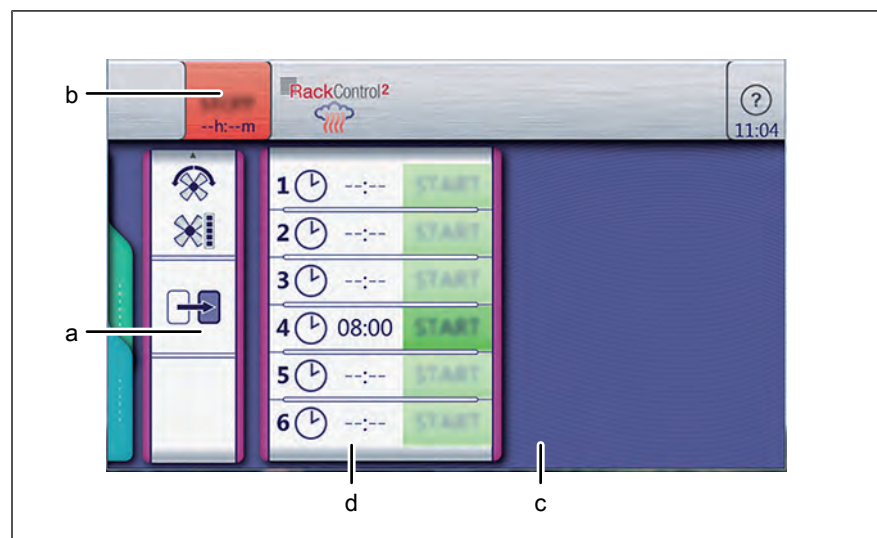 b
--h:--m
RackControl2
?
11:04
1 --:-- START
2 --:-- START
3 --:-- START
a
4 08:00 START
5 --:-- START
6 --:-- START
d
c